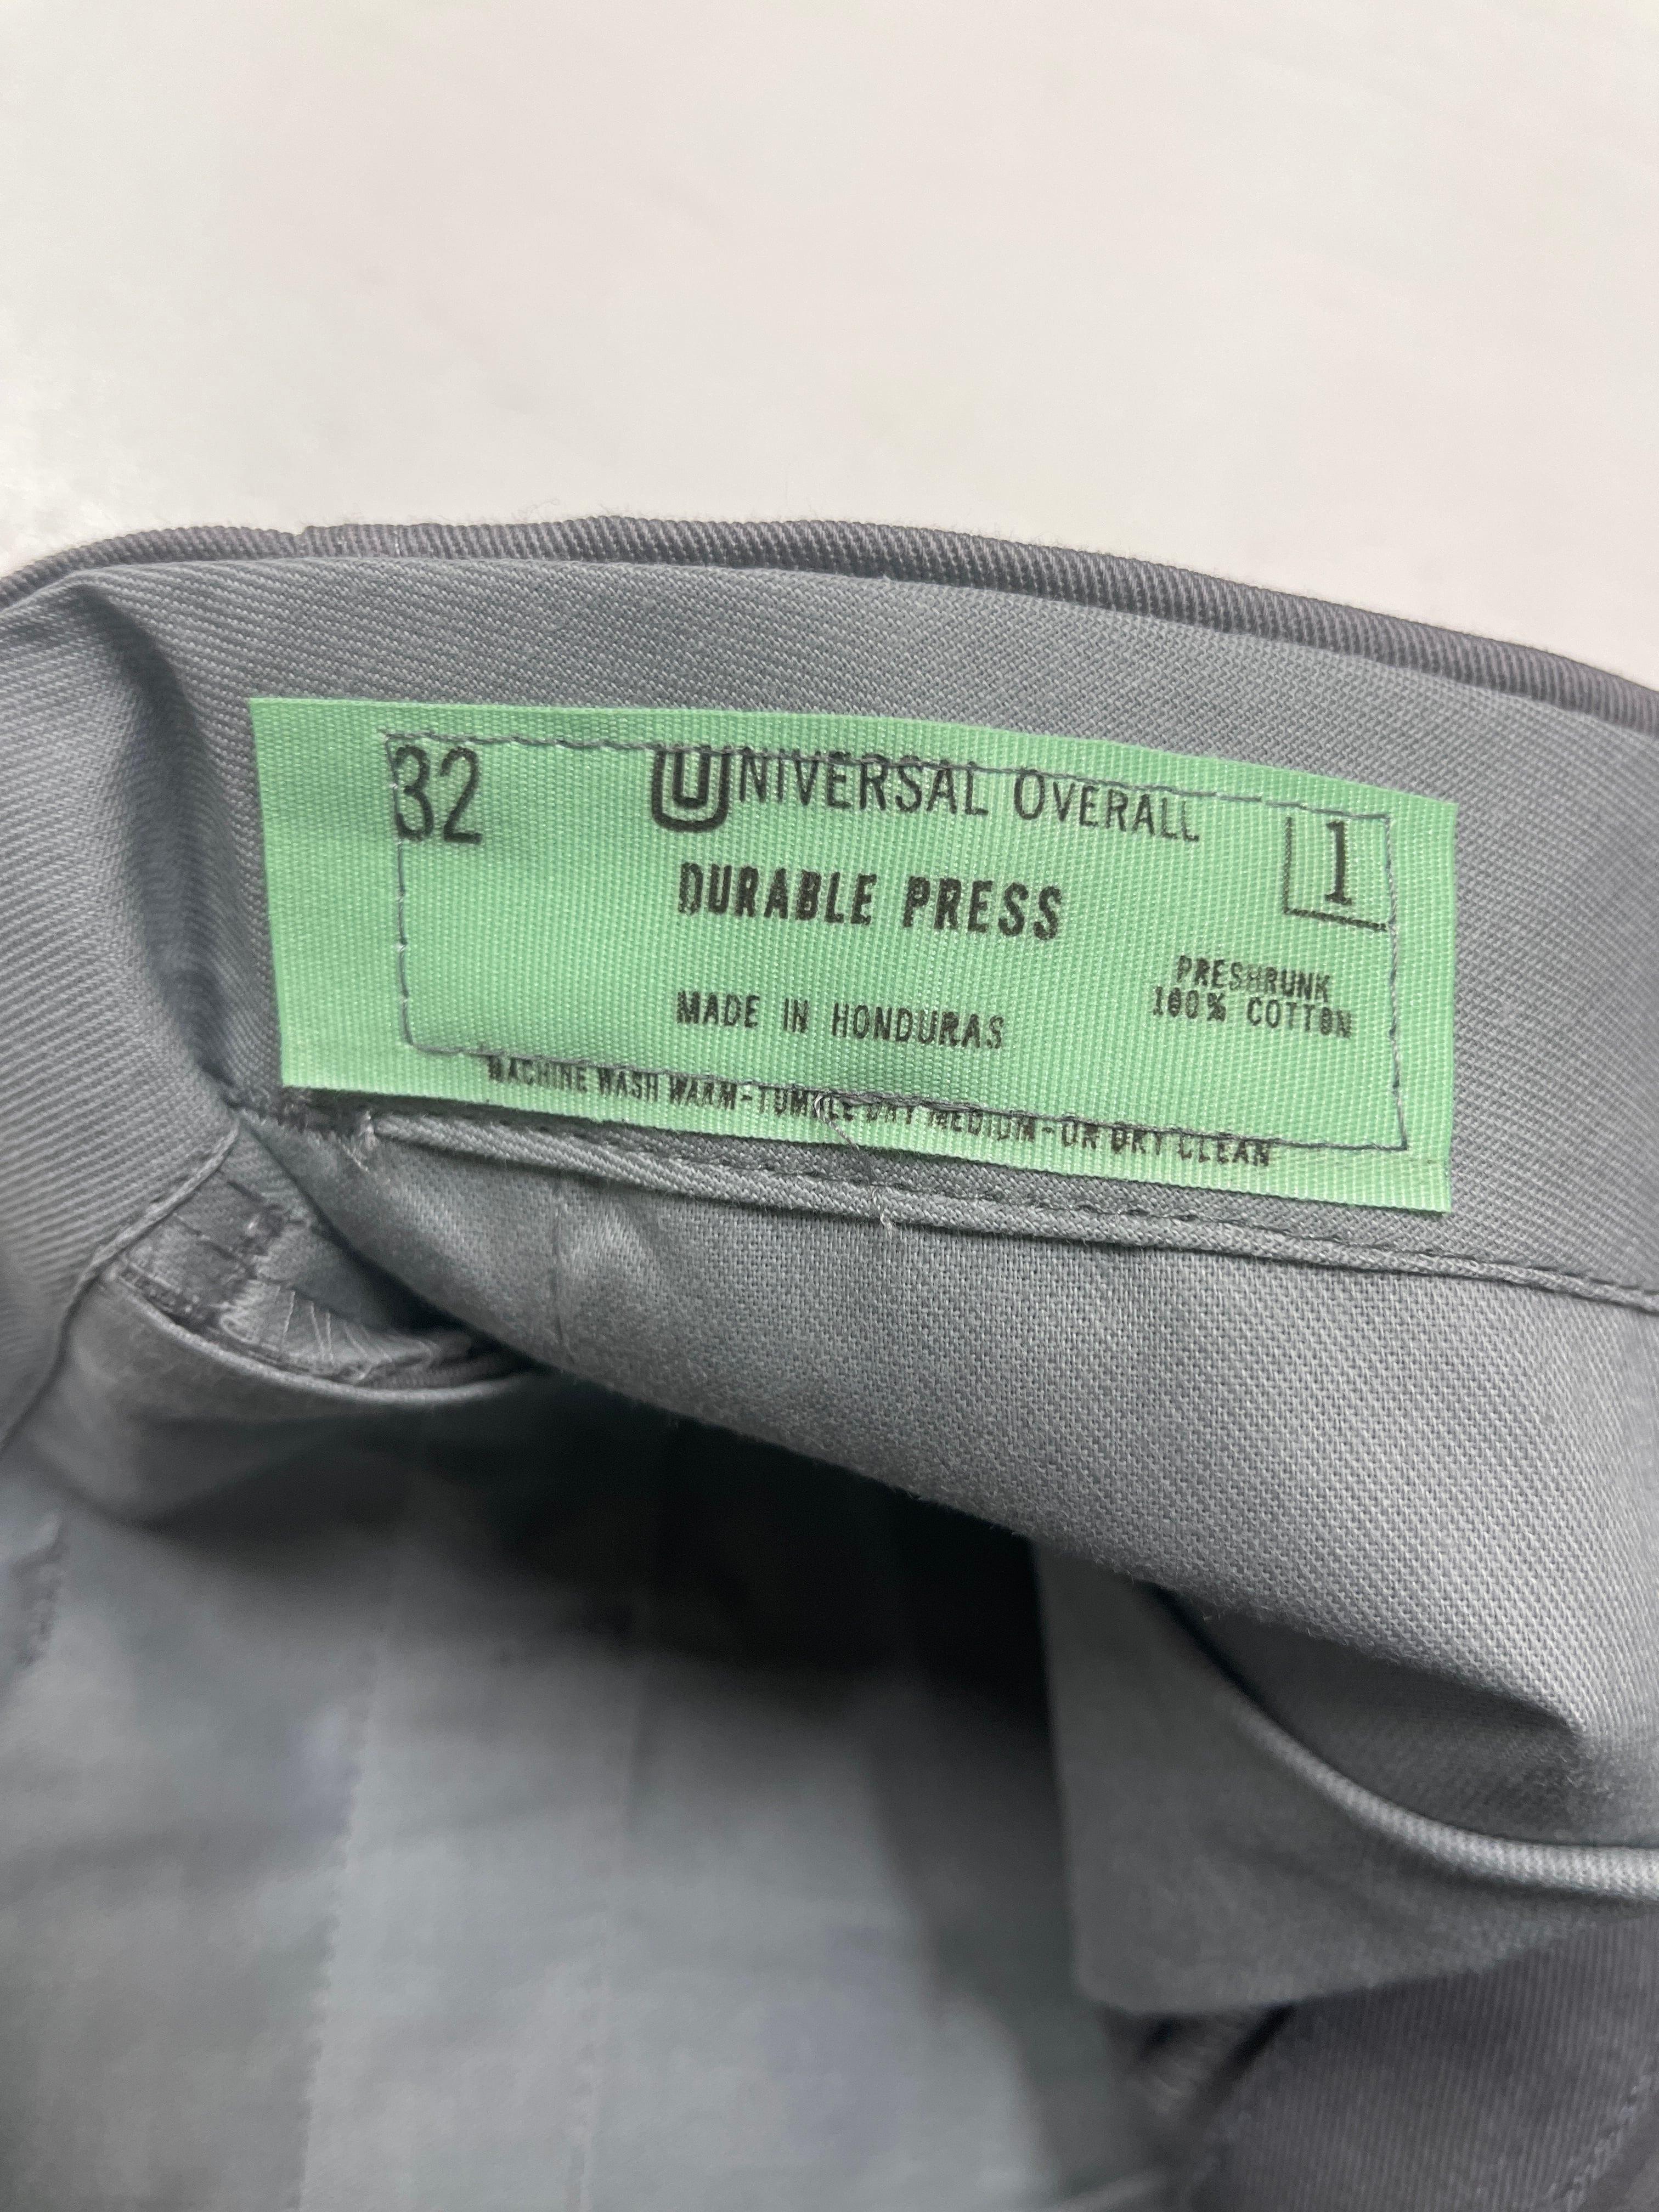 32 UNIVERSAL OVERALL 1
DURABLE PRESS
PRESHRUNK
100% COTTON
MADE IN HONDURAS
MACHINE WASH WARM-TUMBLE DRY MEDIUM-OR DRY CLEAN